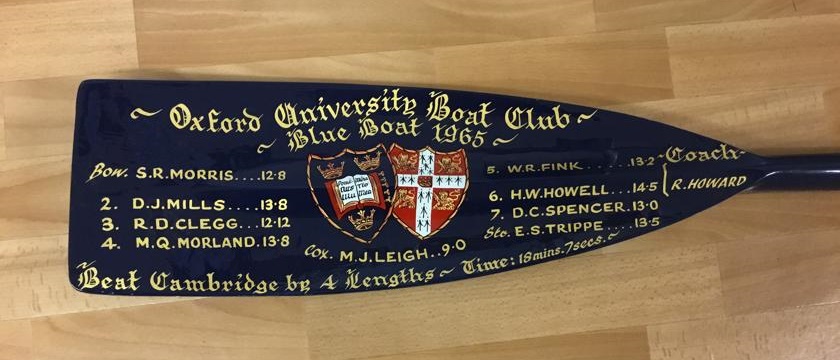 ~ Oxford University Boat Club ~
~ Blue Boat 1965 ~
Bow. S.R.MORRIS....12·8
2. D.J.MILLS.....13·8
3. R.D.CLEGG...12·12
4. M.Q.MORLAND.13·8
Cox. M.J.LEIGH..9·0
5. W.R.FINK.......13·2
6. H.W.HOWELL...14·5
7. D.C.SPENCER.13·0
Str. E.S.TRIPPE....13·5
~Coach~
R.HOWARD
Beat Cambridge by 4 Lengths~ Time: 18mins.7secs.~